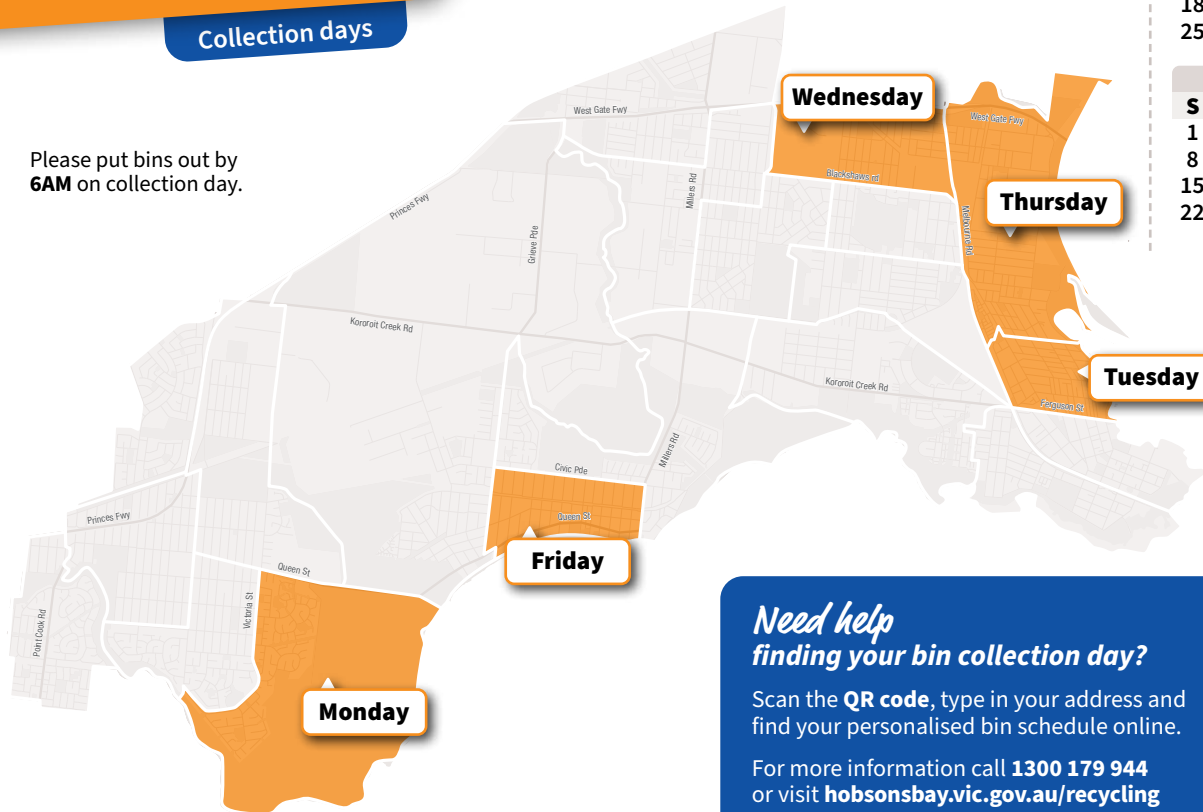 Collection days
Please put bins out by
6AM on collection day.
18
25
S
1
8
15
22
Wednesday
Thursday
Tuesday
Friday
Monday
West Gate Fwy
West Gate Fwy
Blackshaws rd
Melbourne Rd
Millers Rd
Princes Fwy
Grieve Pde
Kororoit Creek Rd
Kororoit Creek Rd
Ferguson St
Millers Rd
Civic Pde
Queen St
Princes Fwy
Queen St
Victoria St
Point Cook Rd
Need help
finding your bin collection day?
Scan the QR code, type in your address and
find your personalised bin schedule online.
For more information call 1300 179 944
or visit hobsonsbay.vic.gov.au/recycling